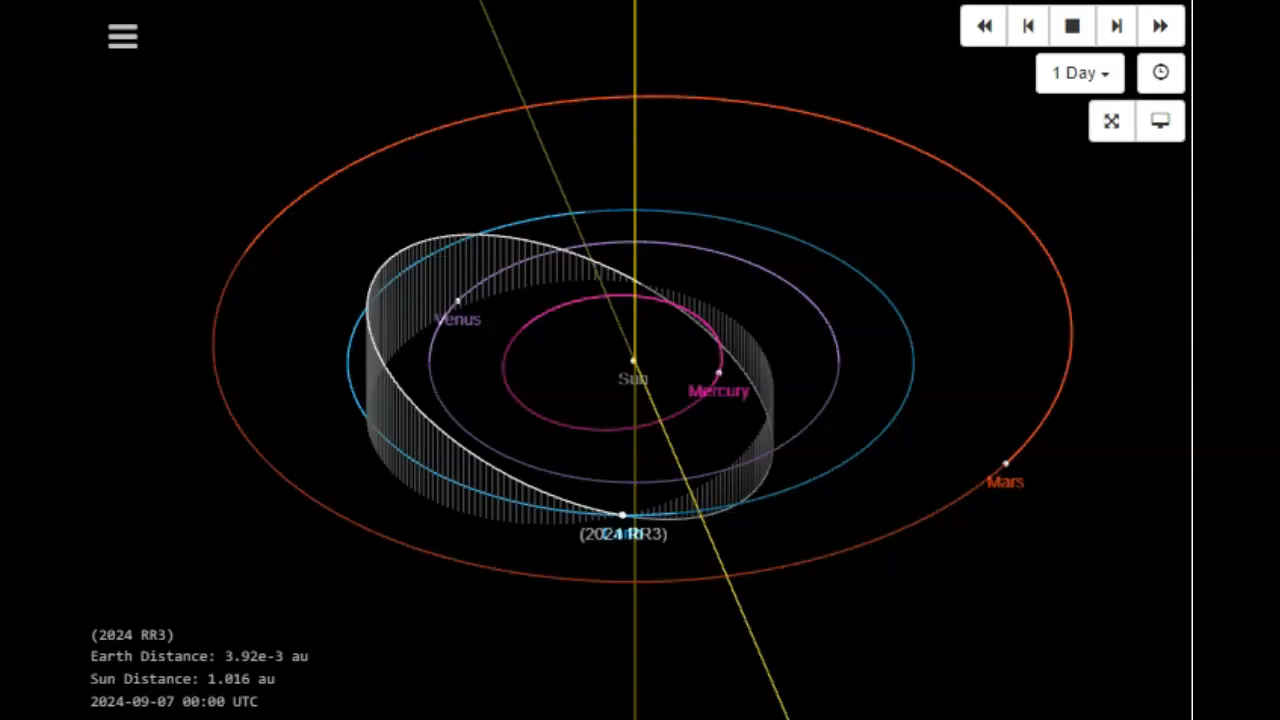 1 Day
Venus
Sun
Mercury
Mars
(2024 RR3)
(2024 RR3)
Earth Distance: 3.92e-3 au
Sun Distance: 1.016 au
2024-09-07 00:00 UTC